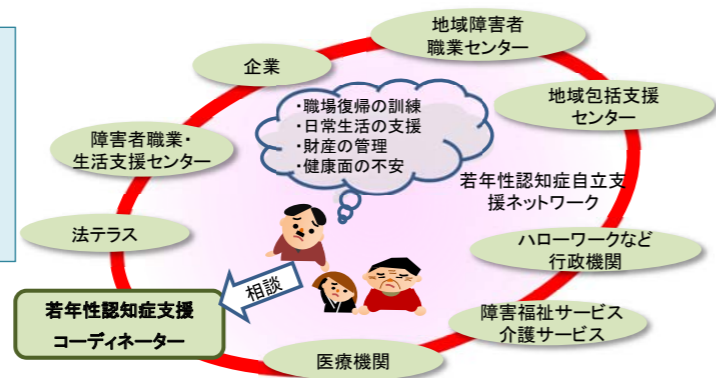 地域障害者
職業センター
企業
地域包括支援
センター
・職場復帰の訓練
・日常生活の支援
・財産の管理
・健康面の不安
障害者職業・
生活支援センター
若年性認知症自立支
援ネットワーク
法テラス
ハローワークなど
行政機関
相談
若年性認知症支援
コーディネーター
障害福祉サービス
介護サービス
医療機関